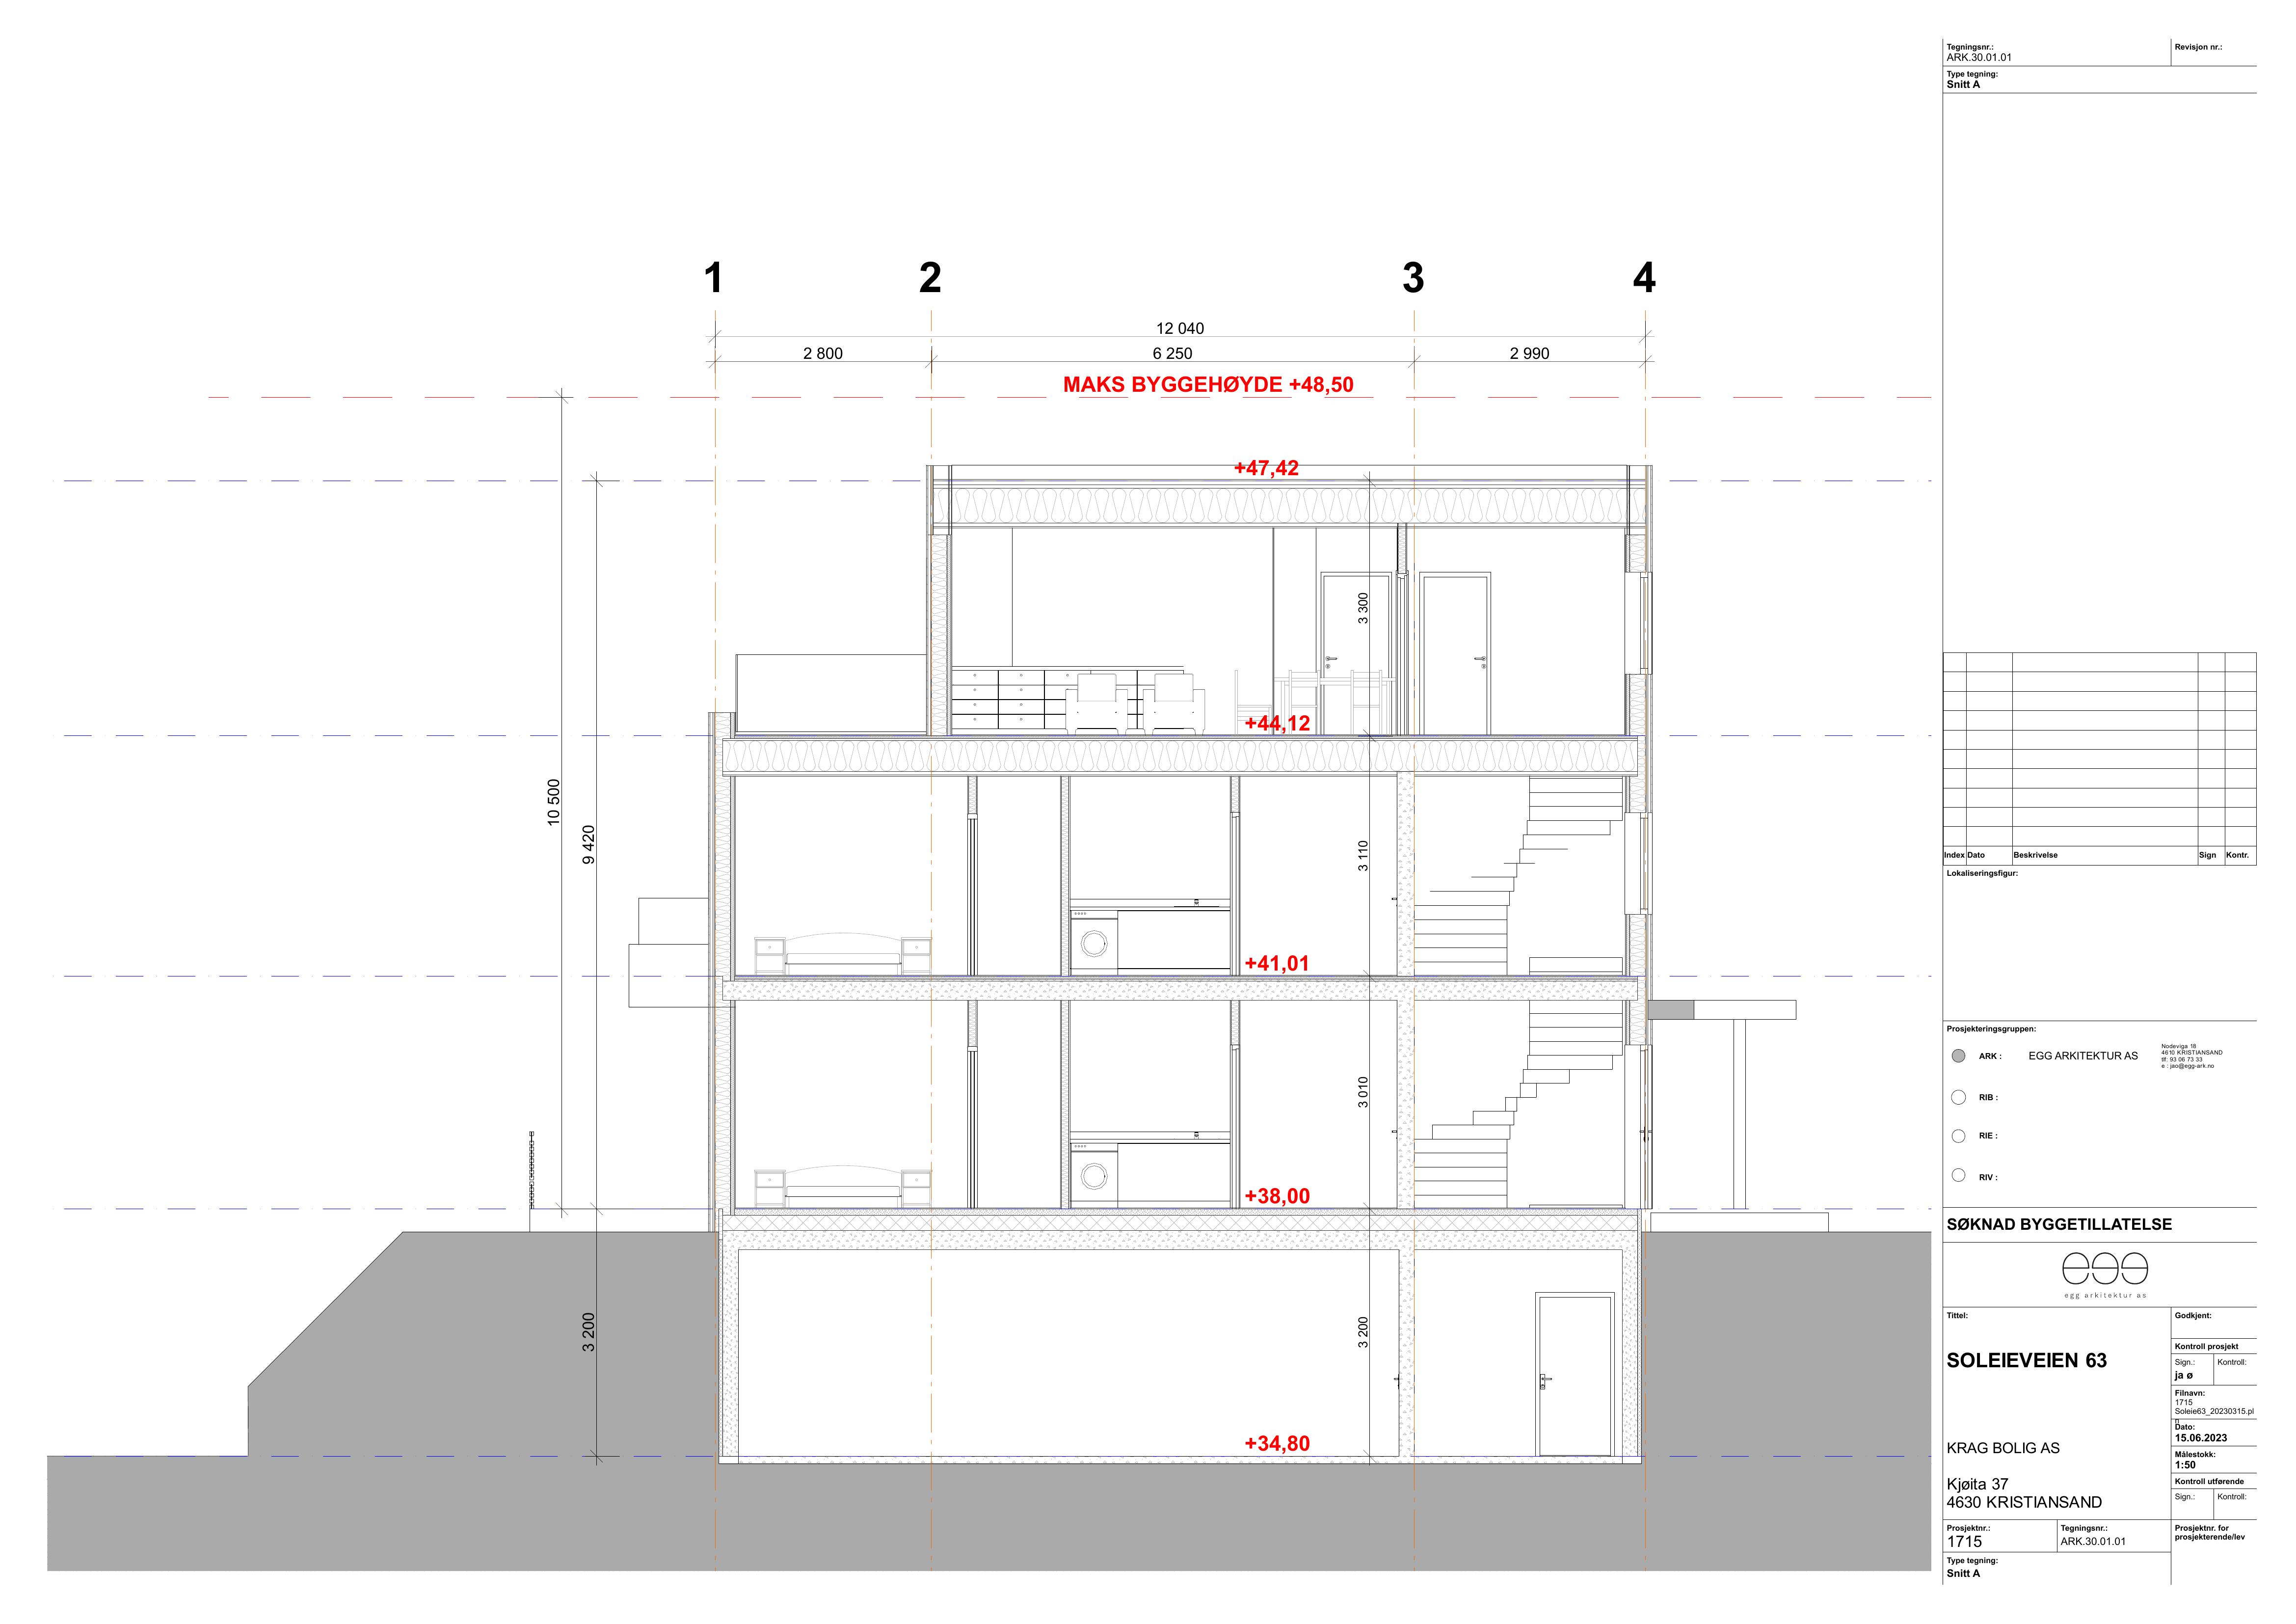 Tegningsnr.:
ARK.30.01.01
Revisjon nr.:
Type tegning:
Snitt A
1 2 3 4
12 040
2 800 6 250 2 990
MAKS BYGGEHØYDE +48,50
+47,42
3 300
+44,12
10 500
9 420
3 110
+41,01
3 010
+38,00
3 200
3 200
+34,80
Index Dato Beskrivelse Sign Kontr.
Lokaliseringsfigur:
Prosjekteringsgruppen:
ARK : EGG ARKITEKTUR AS
Nodeviga 18
4610 KRISTIANSAND
tlf: 93 06 73 33
e : jao@egg-ark.no
RIB :
RIE :
RIV :
SØKNAD BYGGETILLATELSE
egg
egg arkitektur as
Tittel:
SOLEIEVEIEN 63
KRAG BOLIG AS
Kjøita 37
4630 KRISTIANSAND
Godkjent:
Kontroll prosjekt
Sign.: Kontroll:
ja ø
Filnavn:
1715
Soleie63_20230315.pl
n
Dato:
15.06.2023
Målestokk:
1:50
Kontroll utførende
Sign.: Kontroll:
Prosjektnr.:
1715
Tegningsnr.:
ARK.30.01.01
Prosjektnr. for
prosjekterende/lev
Type tegning:
Snitt A